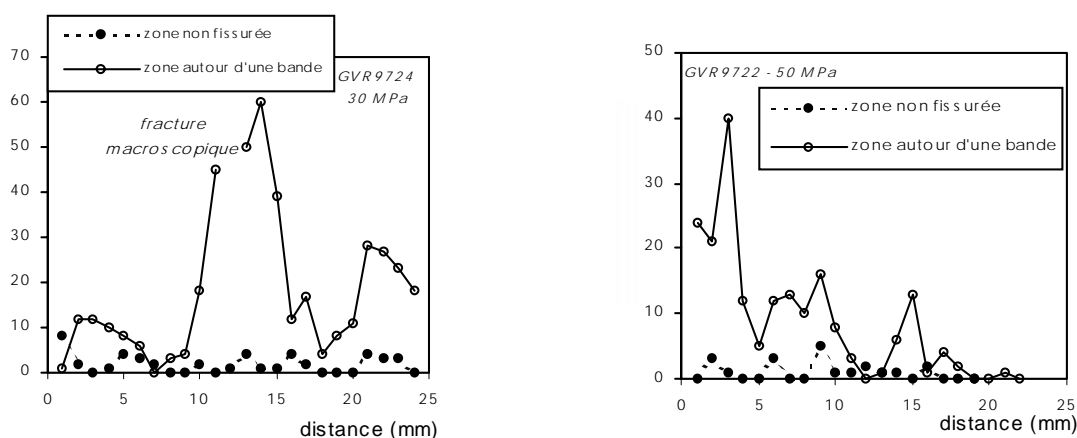 zone non fissurée
zone autour d'une bande
GVR9724
30 MPa
fracture
macroscopique
70
60
50
40
30
20
10
0
0 5 10 15 20 25
distance (mm)
GVR9722 - 50 MPa
zone non fissurée
zone autour d'une bande
50
40
30
20
10
0
0 5 10 15 20 25
distance (mm)